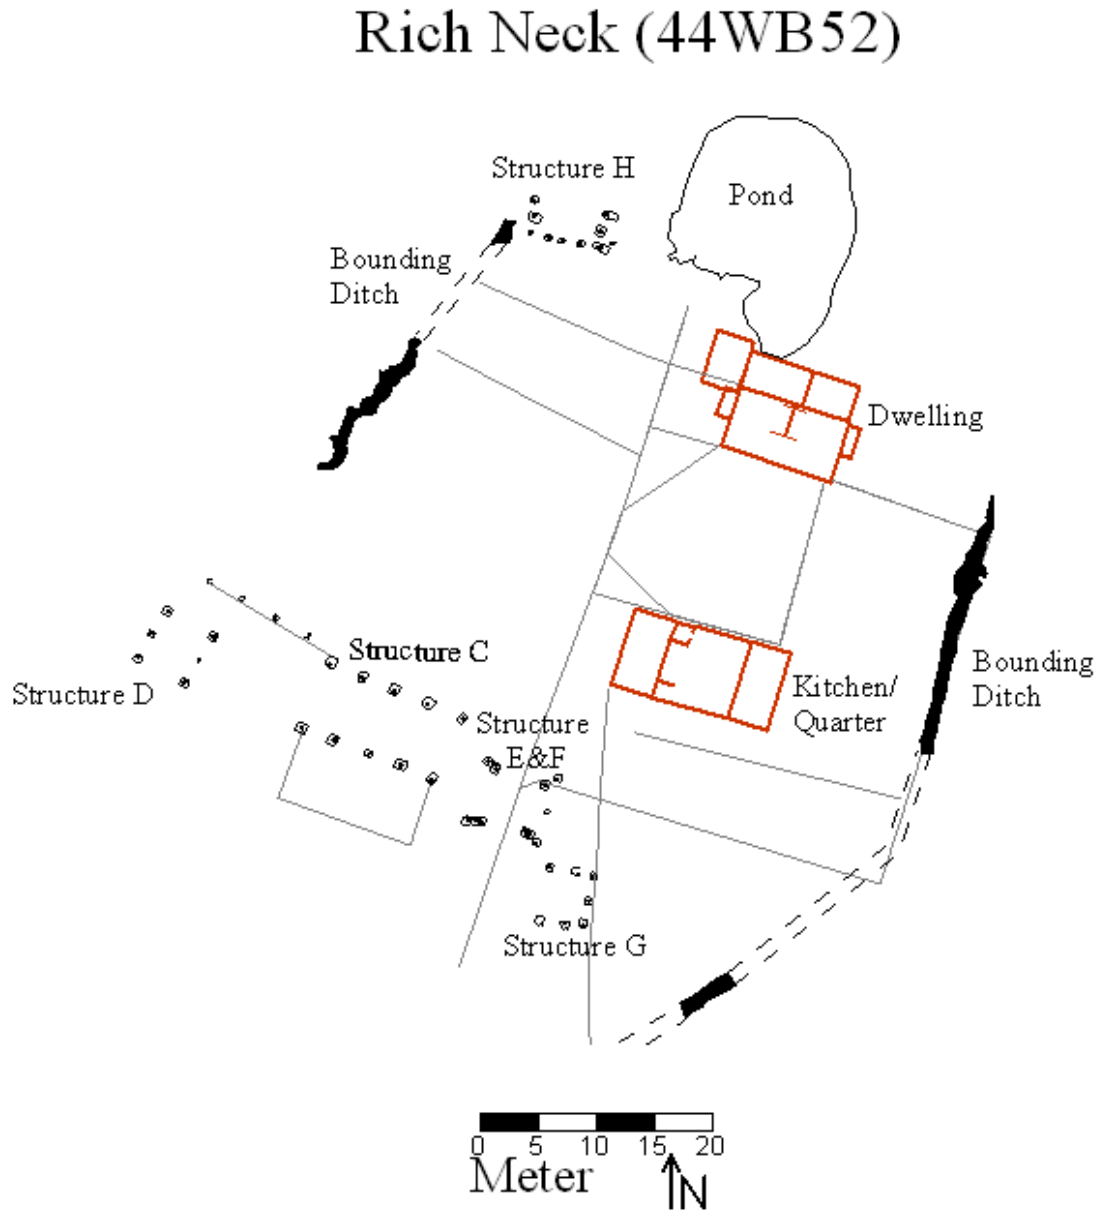 Rich Neck (44WB52)
Structure H
Pond
Bounding
Ditch
Dwelling
Structure C
Structure D
Bounding
Ditch
Kitchen/
Quarter
Structure
E&F
Structure G
0 5 10 15 20
Meter
N